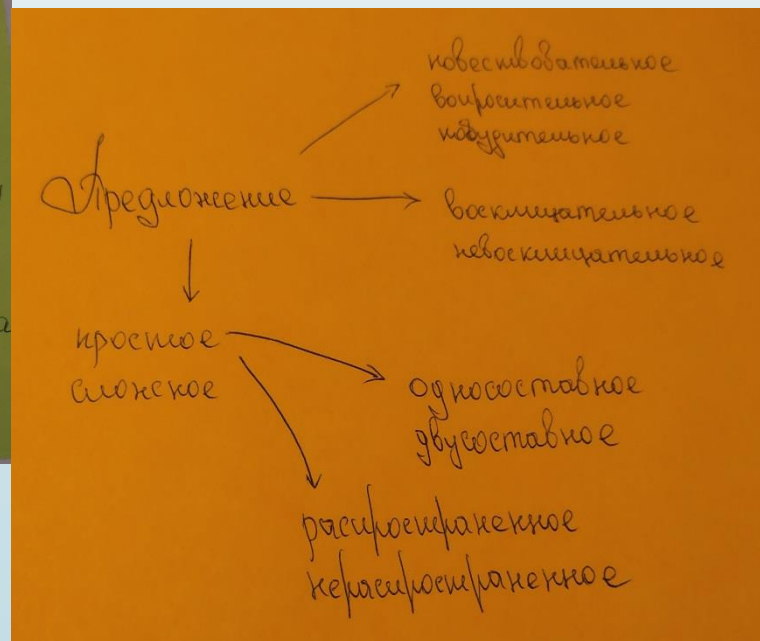 повествовательное
вопросительное
побудительное
Предложение
восклицательное
невосклицательное
простое
сложное
односоставное
двусоставное
распространенное
нераспространенное